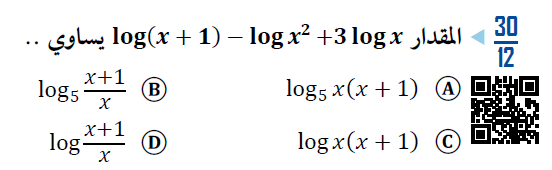 30/12 ◀ المقدار log(x + 1) − log x² +3 log x يساوي ..
Ⓐ log₅ x(x + 1) Ⓑ log₅ (x+1)/x
Ⓒ log x(x + 1) Ⓓ log (x+1)/x